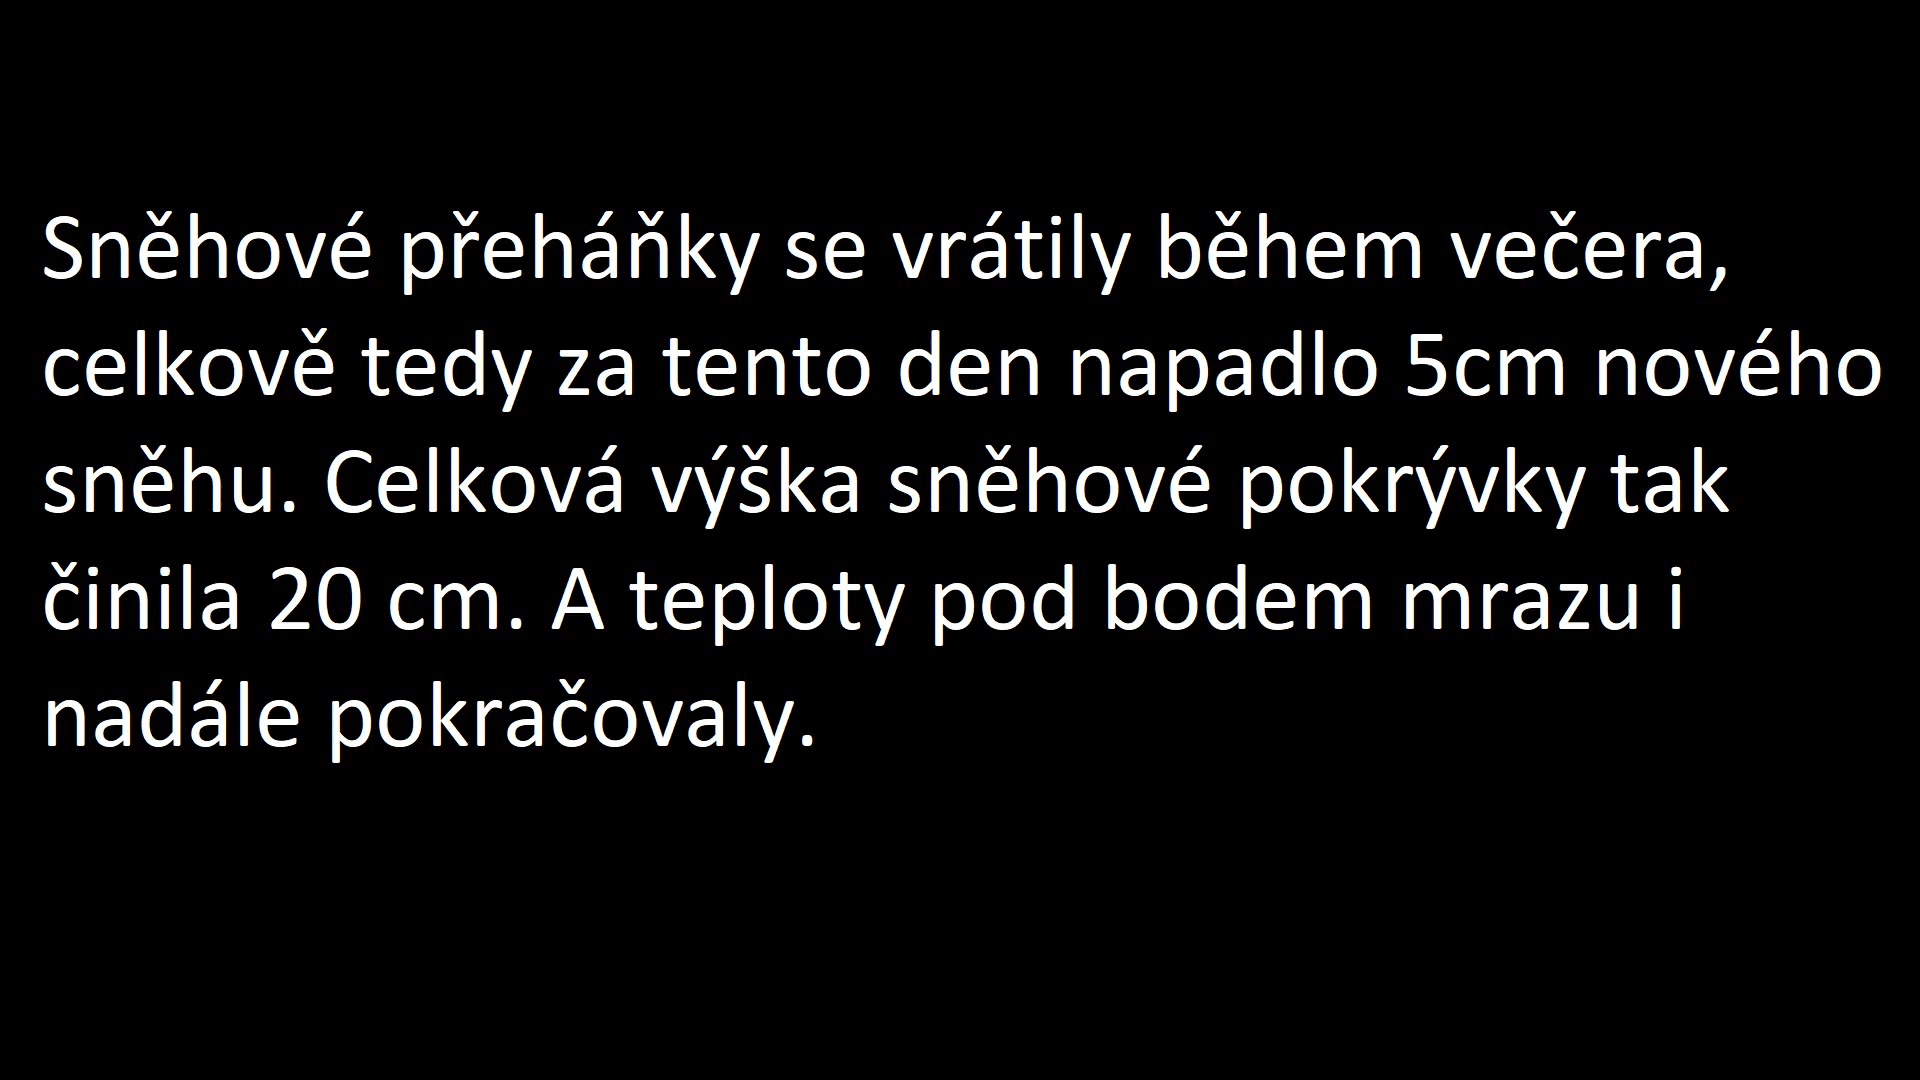 Sněhové přeháňky se vrátily během večera,
celkově tedy za tento den napadlo 5cm nového
sněhu. Celková výška sněhové pokrývky tak
činila 20 cm. A teploty pod bodem mrazu i
nadále pokračovaly.